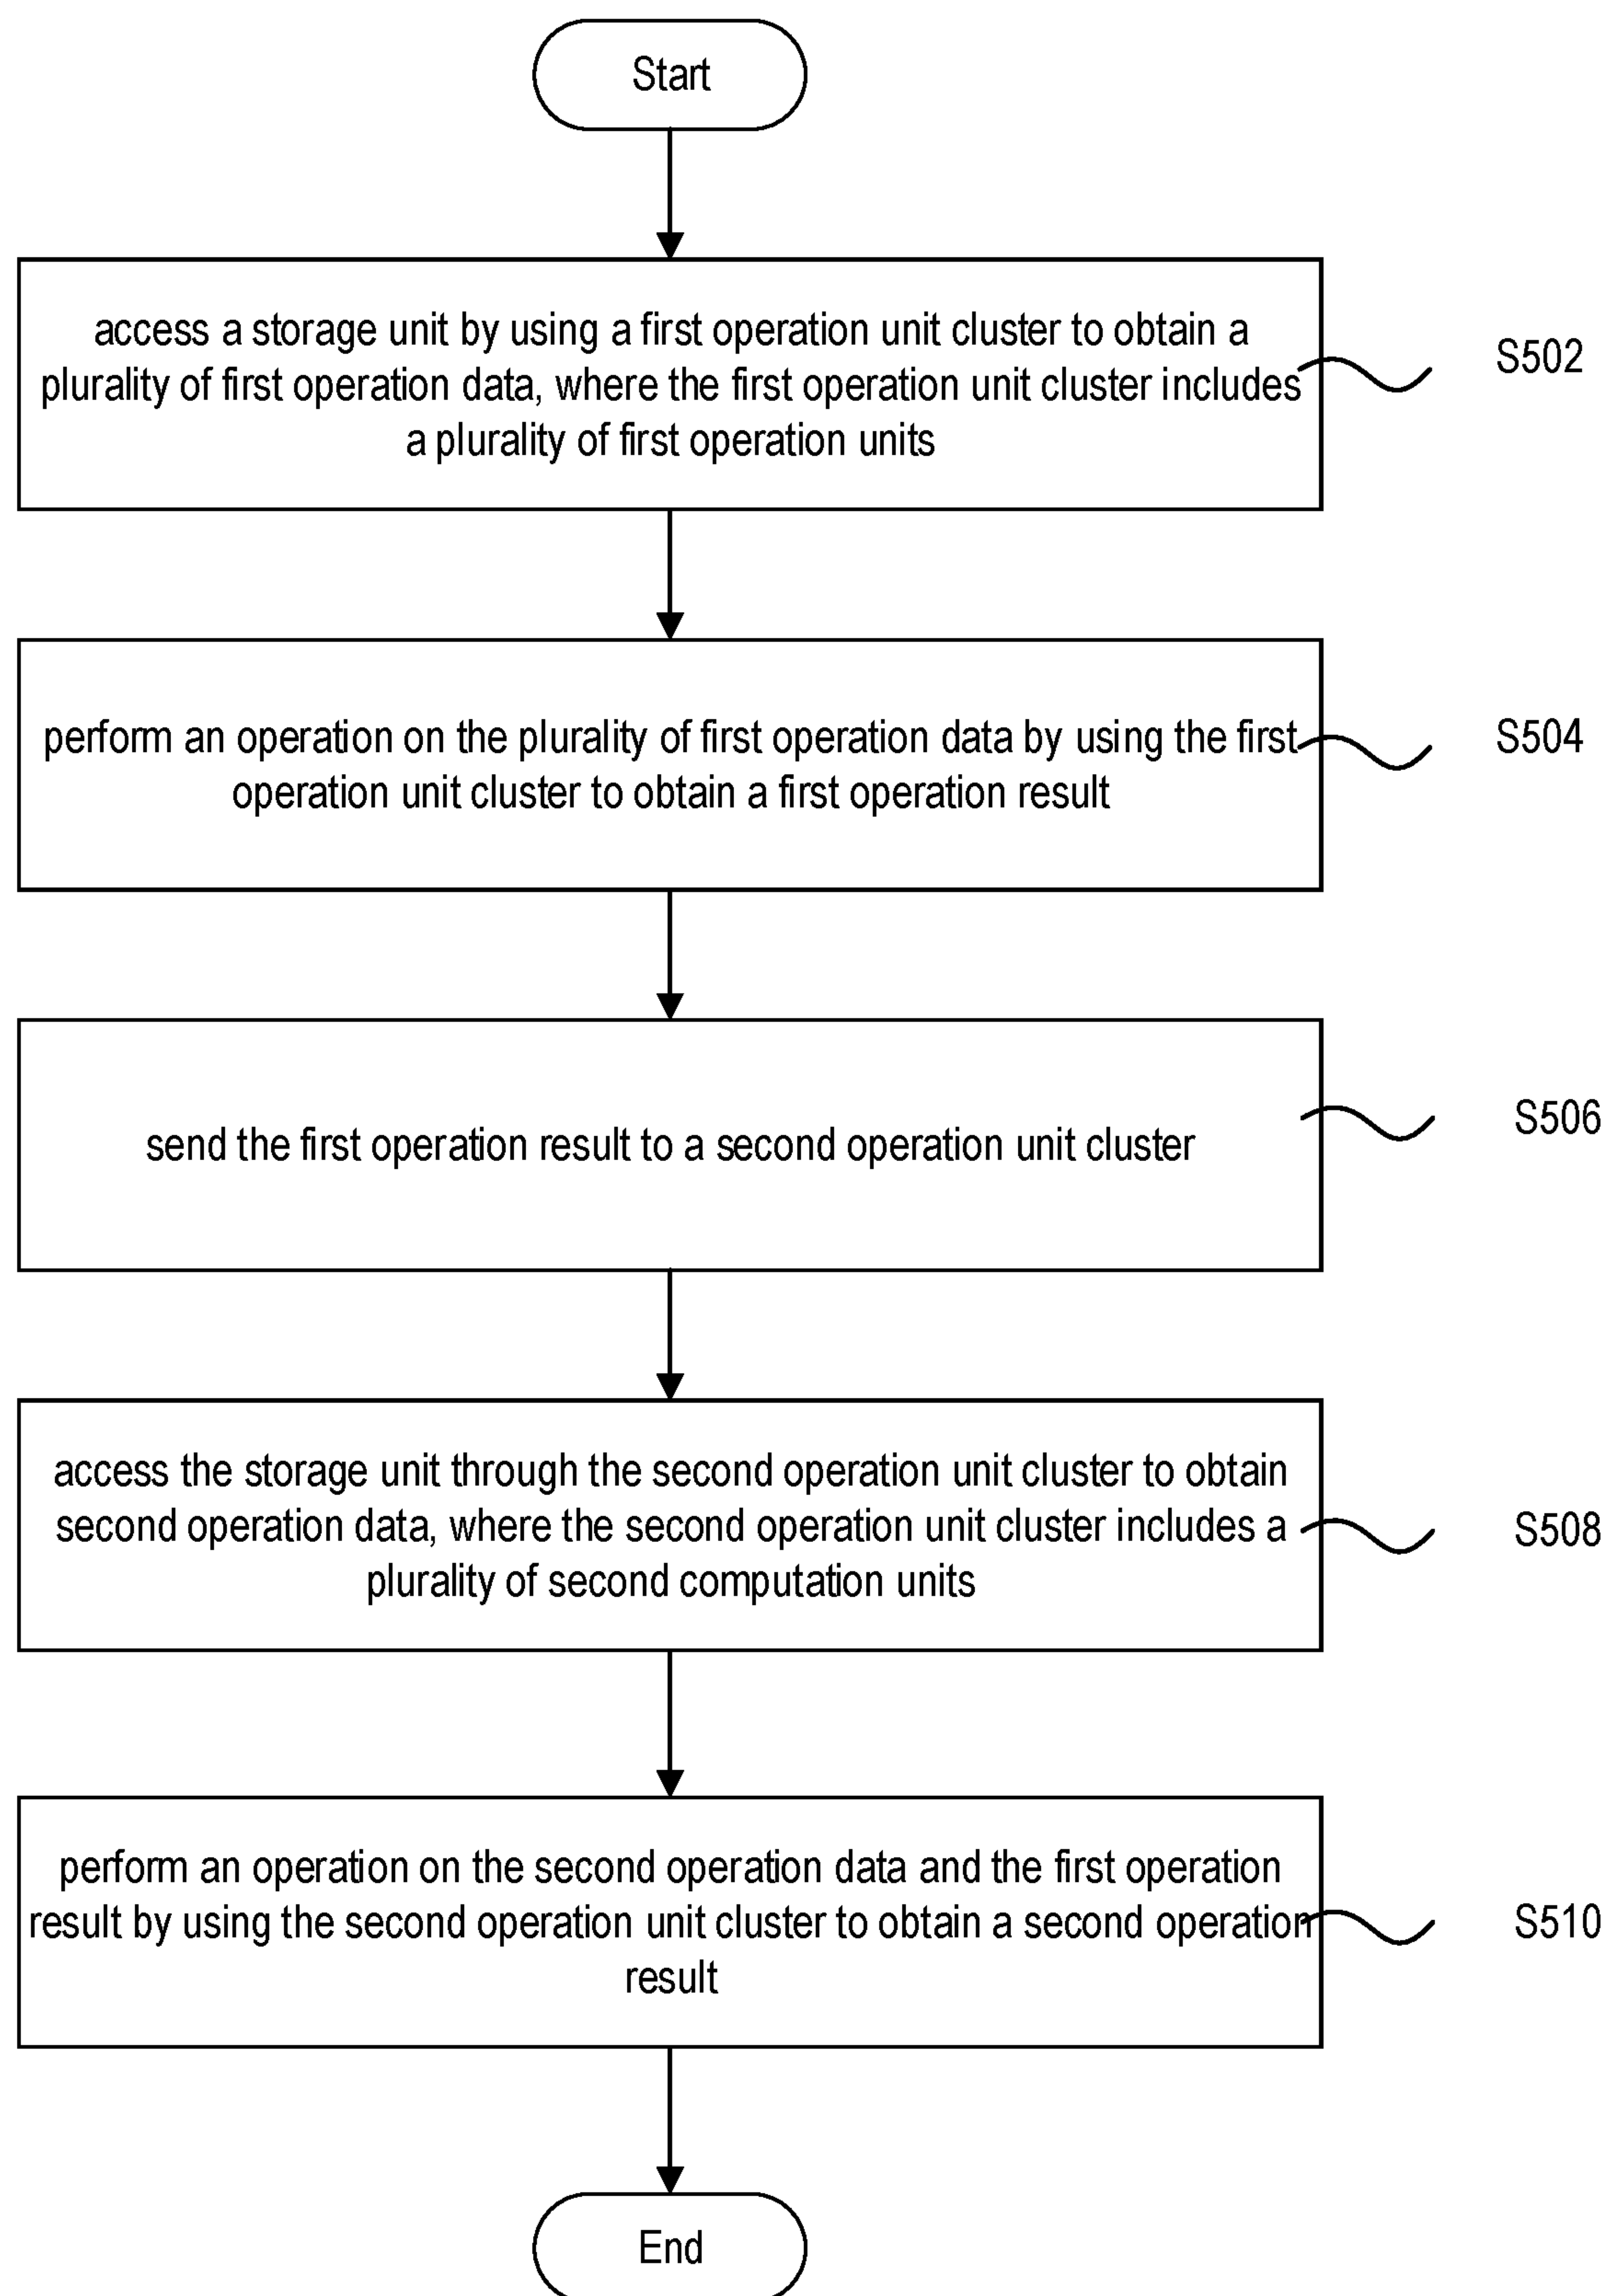 Start
access a storage unit by using a first operation unit cluster to obtain a
plurality of first operation data, where the first operation unit cluster includes
a plurality of first operation units
S502
perform an operation on the plurality of first operation data by using the first
operation unit cluster to obtain a first operation result
S504
send the first operation result to a second operation unit cluster
S506
access the storage unit through the second operation unit cluster to obtain
second operation data, where the second operation unit cluster includes a
plurality of second computation units
S508
perform an operation on the second operation data and the first operation
result by using the second operation unit cluster to obtain a second operation
result
S510
End